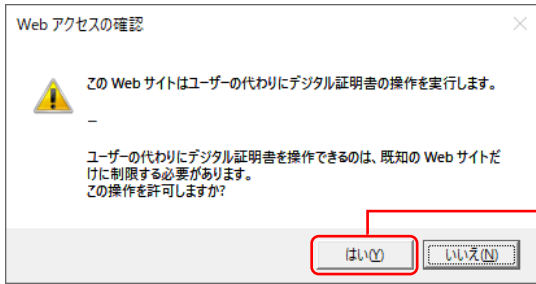 Web アクセスの確認
この Web サイトはユーザーの代わりにデジタル証明書の操作を実行します。
–
ユーザーの代わりにデジタル証明書を操作できるのは、既知の Web サイトだ
けに制限する必要があります。
この操作を許可しますか?
はい(Y) いいえ(N)